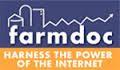 farmdoc
HARNESS THE POWER
OF THE INTERNET